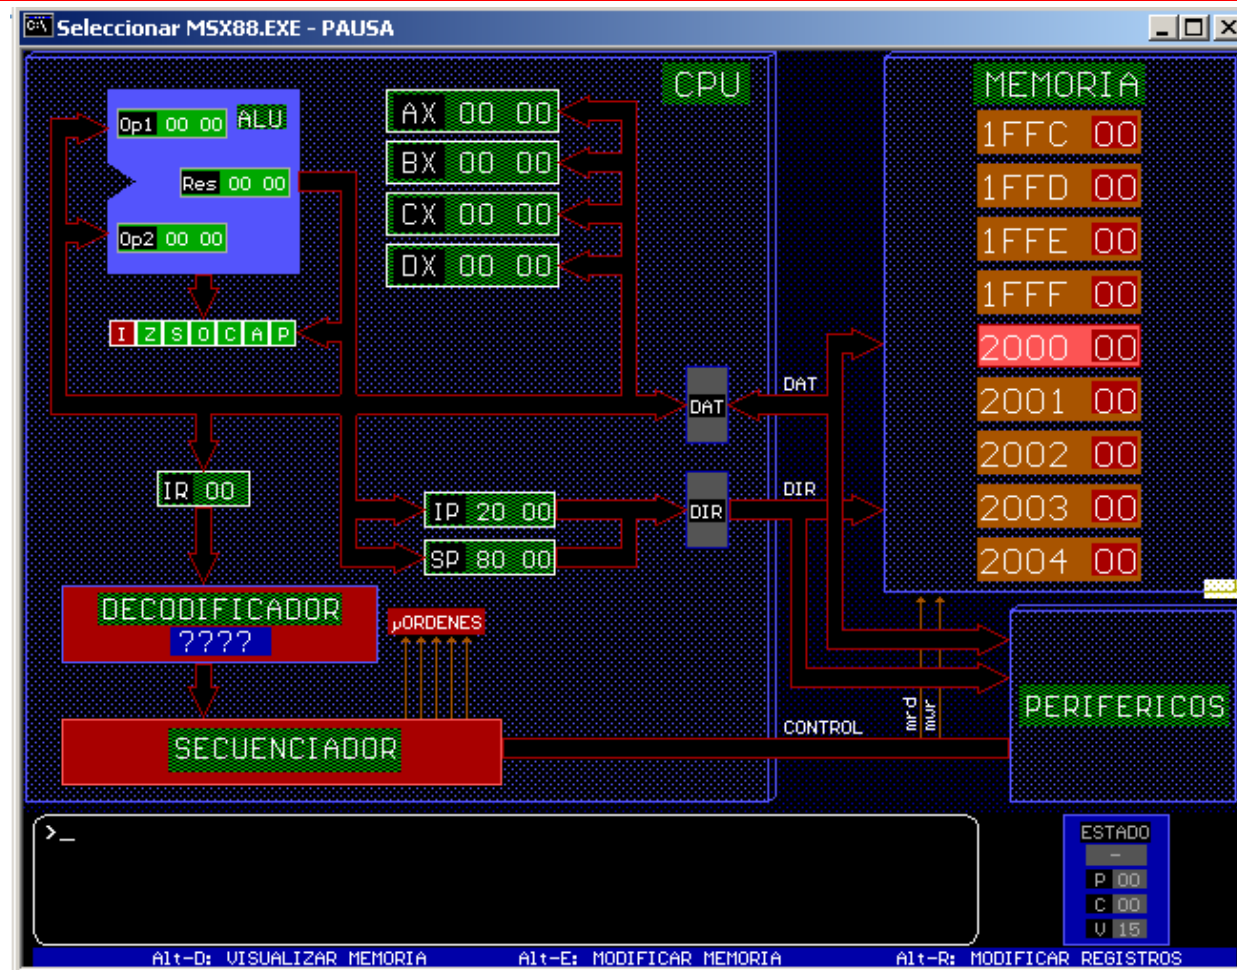 Seleccionar MSX88.EXE - PAUSA
CPU
MEMORIA
Op1 00 00
ALU
Res 00 00
Op2 00 00
AX 00 00
BX 00 00
CX 00 00
DX 00 00
I Z S O C A P
1FFC 00
1FFD 00
1FFE 00
1FFF 00
2000 00
2001 00
2002 00
2003 00
2004 00
DAT
DAT
DIR
DIR
IR 00
IP 20 00
SP 80 00
DECODIFICADOR
????
µORDENES
SECUENCIADOR
CONTROL
mrd
mwr
PERIFERICOS
>_
ESTADO
-
P 00
C 00
V 15
Alt-D: VISUALIZAR MEMORIA Alt-E: MODIFICAR MEMORIA Alt-R: MODIFICAR REGISTROS